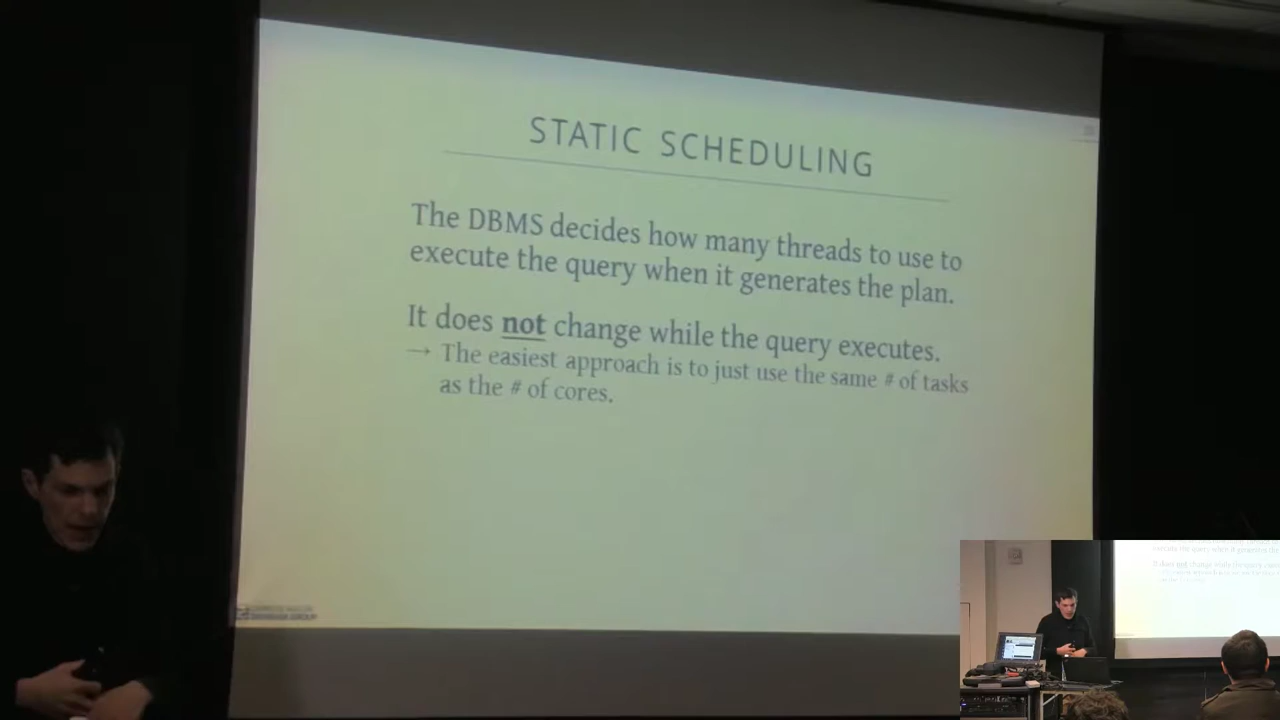 STATIC SCHEDULING
The DBMS decides how many threads to use to
execute the query when it generates the plan.
It does not change while the query executes.
→ The easiest approach is to just use the same # of tasks
as the # of cores.